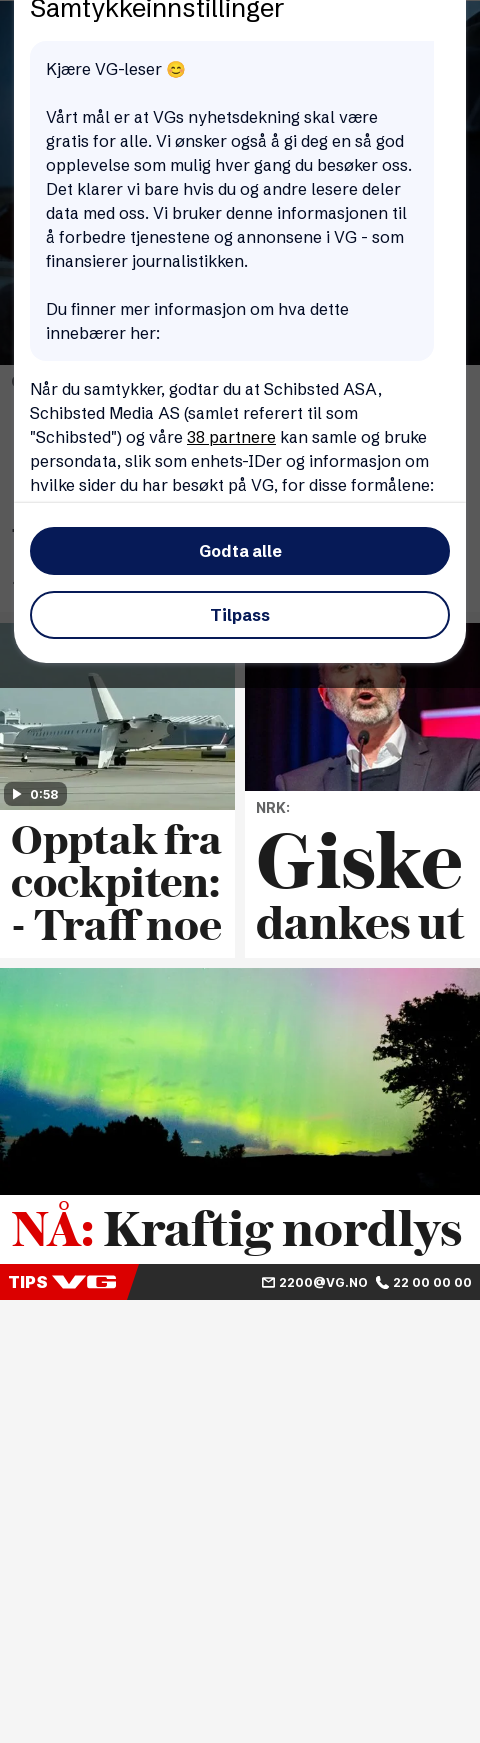 Samtykkeinnstillinger
Kjære VG-leser 😊
Vårt mål er at VGs nyhetsdekning skal være
gratis for alle. Vi ønsker også å gi deg en så god
opplevelse som mulig hver gang du besøker oss.
Det klarer vi bare hvis du og andre lesere deler
data med oss. Vi bruker denne informasjonen til
å forbedre tjenestene og annonsene i VG - som
finansierer journalistikken.
Du finner mer informasjon om hva dette
innebærer her:
Når du samtykker, godtar du at Schibsted ASA,
Schibsted Media AS (samlet referert til som
"Schibsted") og våre 38 partnere kan samle og bruke
persondata, slik som enhets-IDer og informasjon om
hvilke sider du har besøkt på VG, for disse formålene:
Godta alle
Tilpass
0:58
Opptak fra
cockpiten:
- Traff noe
NRK:
Giske
dankes ut
NÅ: Kraftig nordlys
TIPS VG 2200@VG.NO 22 00 00 00